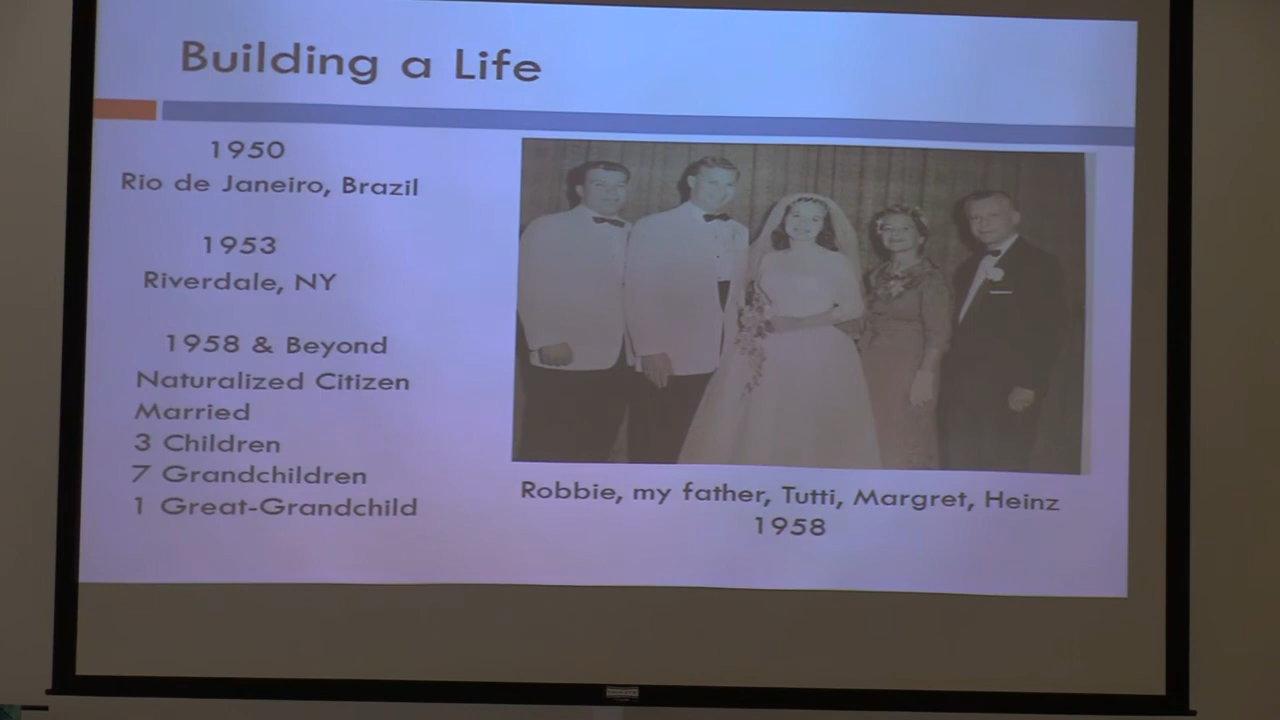 Building a Life
1950
Rio de Janeiro, Brazil
1953
Riverdale, NY
1958 & Beyond
Naturalized Citizen
Married
3 Children
7 Grandchildren
1 Great-Grandchild
Robbie, my father, Tutti, Margret, Heinz
1958